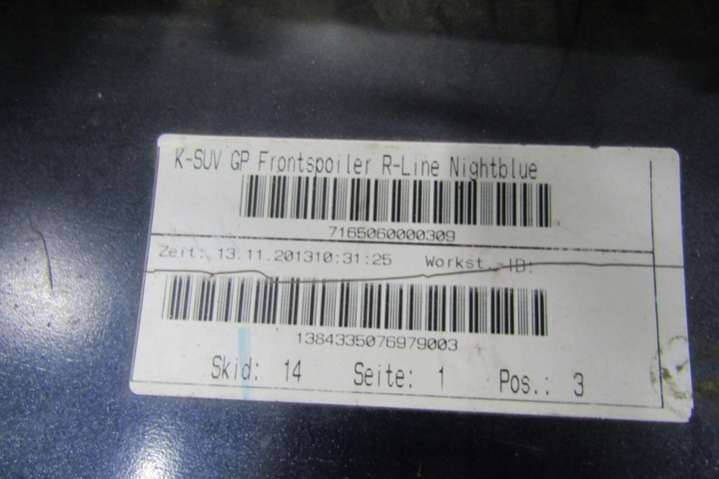 K-SUV GP Frontspoiler R-Line Nightblue
7165060000309
Zeit: 13.11.201310:31:25 Workst.-ID:
1384335076979003
Skid: 14 Seite: 1 Pos.: 3